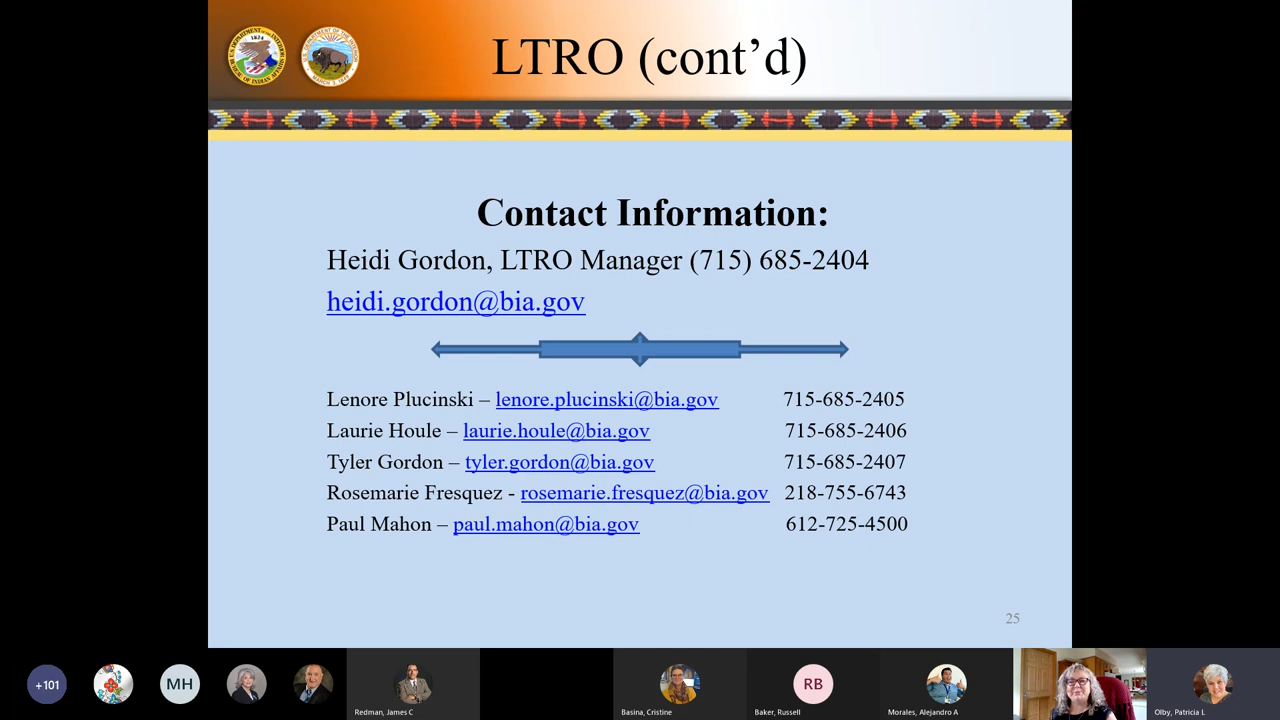 LTRO (cont’d)
Contact Information:
Heidi Gordon, LTRO Manager (715) 685-2404
heidi.gordon@bia.gov
Lenore Plucinski – lenore.plucinski@bia.gov 715-685-2405
Laurie Houle – laurie.houle@bia.gov 715-685-2406
Tyler Gordon – tyler.gordon@bia.gov 715-685-2407
Rosemarie Fresquez - rosemarie.fresquez@bia.gov 218-755-6743
Paul Mahon – paul.mahon@bia.gov 612-725-4500
25
+101
MH
RB
Redman, James C
Basina, Cristine
Baker, Russell
Morales, Alejandro A
Olby, Patricia L